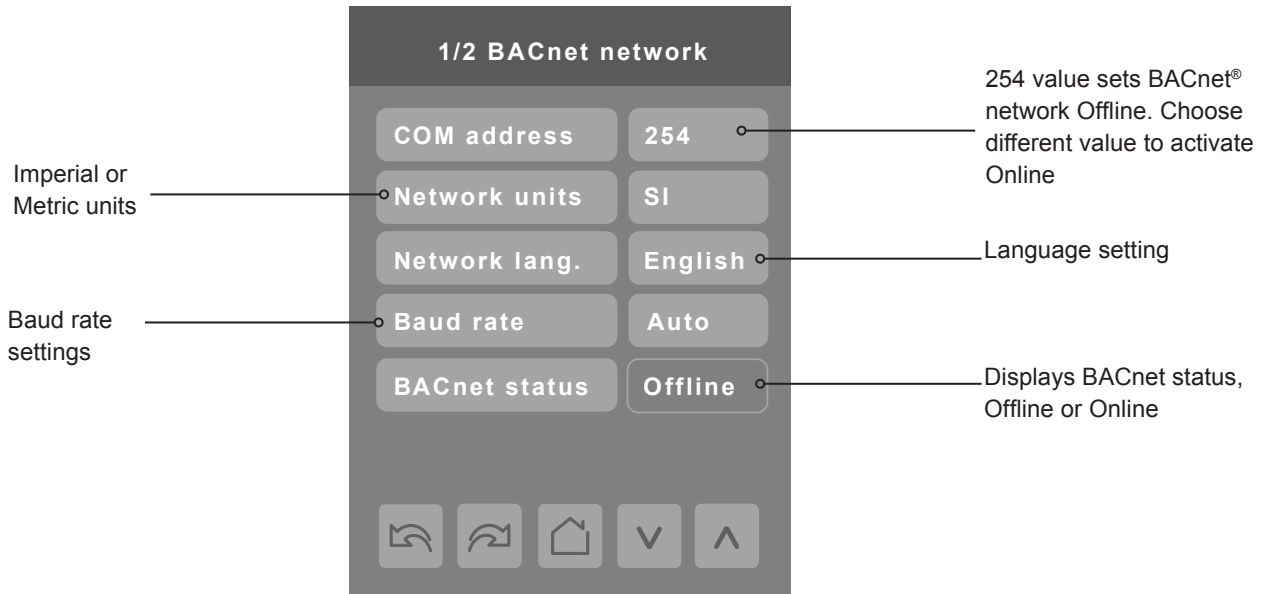 1/2 BACnet network
COM address 254
Network units SI
Network lang. English
Baud rate Auto
BACnet status Offline
Imperial or
Metric units
Baud rate
settings
254 value sets BACnet®
network Offline. Choose
different value to activate
Online
Language setting
Displays BACnet status,
Offline or Online